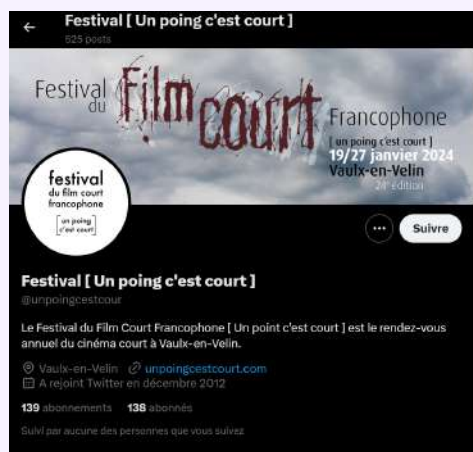 Festival [ Un poing c'est court ]
525 posts
Festival
du
Film court
Francophone
[ un poing c'est court ]
19/27 janvier 2024
Vaulx-en-Velin
24e édition
festival
du film court
francophone
[un poing
c'est court]
Suivre
Festival [ Un poing c'est court ]
@unpoingcestcour
Le Festival du Film Court Francophone [ Un point c'est court ] est le rendez-vous
annuel du cinéma court à Vaulx-en-Velin.
Vaulx-en-Velin unpoingcestcourt.com
A rejoint Twitter en décembre 2012
139 abonnements 138 abonnés
Suivi par aucune des personnes que vous suivez